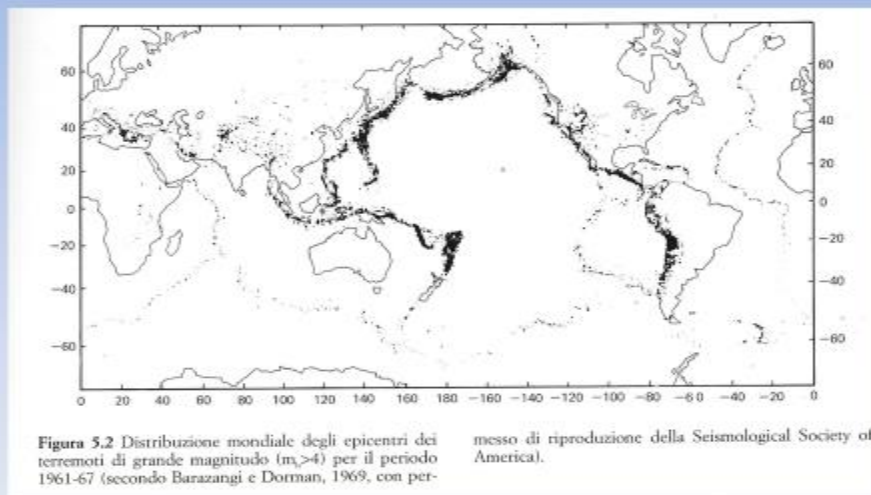 60
40
20
0
−20
−40
−60
60
40
20
0
−20
−40
−60
0 20 40 60 80 100 120 140 160 180 −160 −140 −120 −100 −80 −60 −40 −20 0
Figura 5.2 Distribuzione mondiale degli epicentri dei
terremoti di grande magnitudo (m>4) per il periodo
1961-67 (secondo Barazangi e Dorman, 1969, con per-
messo di riproduzione della Seismological Society of
America).